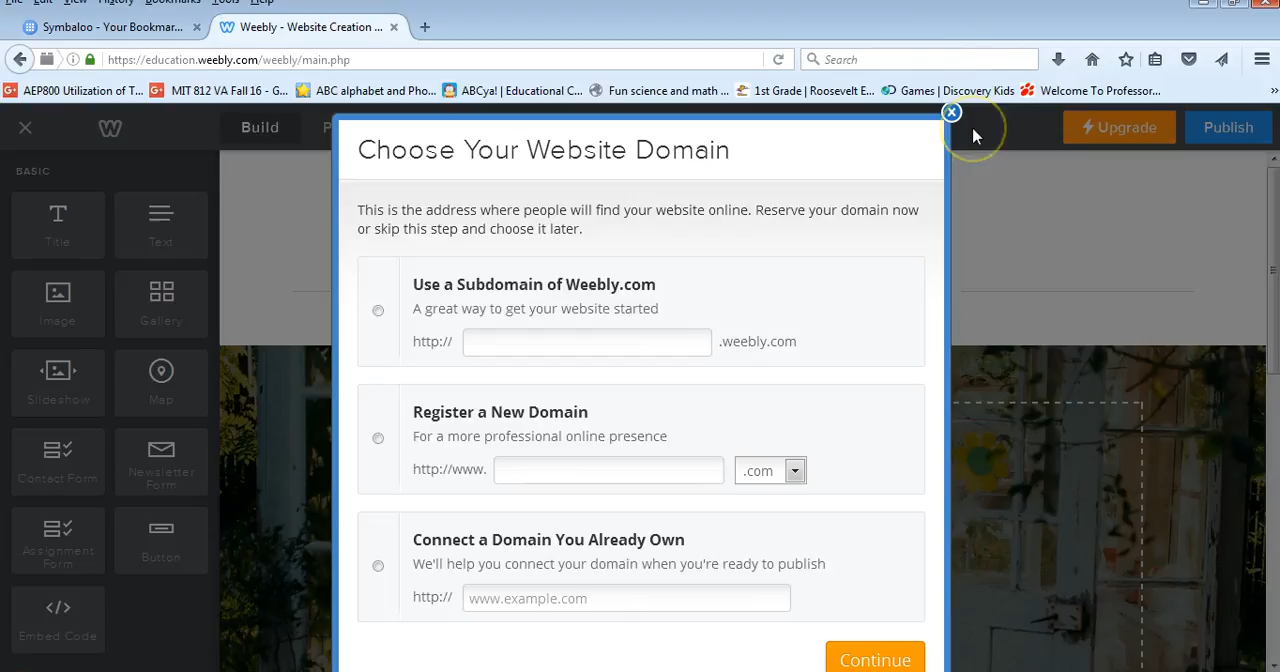 File Edit View History Bookmarks Tools Help
Symbaloo - Your Bookmar...
Weebly - Website Creation ...
https://education.weebly.com/weebly/main.php
Search
AEP800 Utilization of T...
MIT 812 VA Fall 16 - G...
ABC alphabet and Pho...
ABCya! | Educational C...
Fun science and math ...
1st Grade | Roosevelt E...
Games | Discovery Kids
Welcome To Professor...
Build
P
Upgrade
Publish
BASIC
Title
Text
Image
Gallery
Slideshow
Map
Contact Form
Newsletter
Form
Assignment
Form
Button
Embed Code
Choose Your Website Domain
This is the address where people will find your website online. Reserve your domain now
or skip this step and choose it later.
Use a Subdomain of Weebly.com
A great way to get your website started
http:// .weebly.com
Register a New Domain
For a more professional online presence
http://www. .com
Connect a Domain You Already Own
We'll help you connect your domain when you're ready to publish
http:// www.example.com
Continue